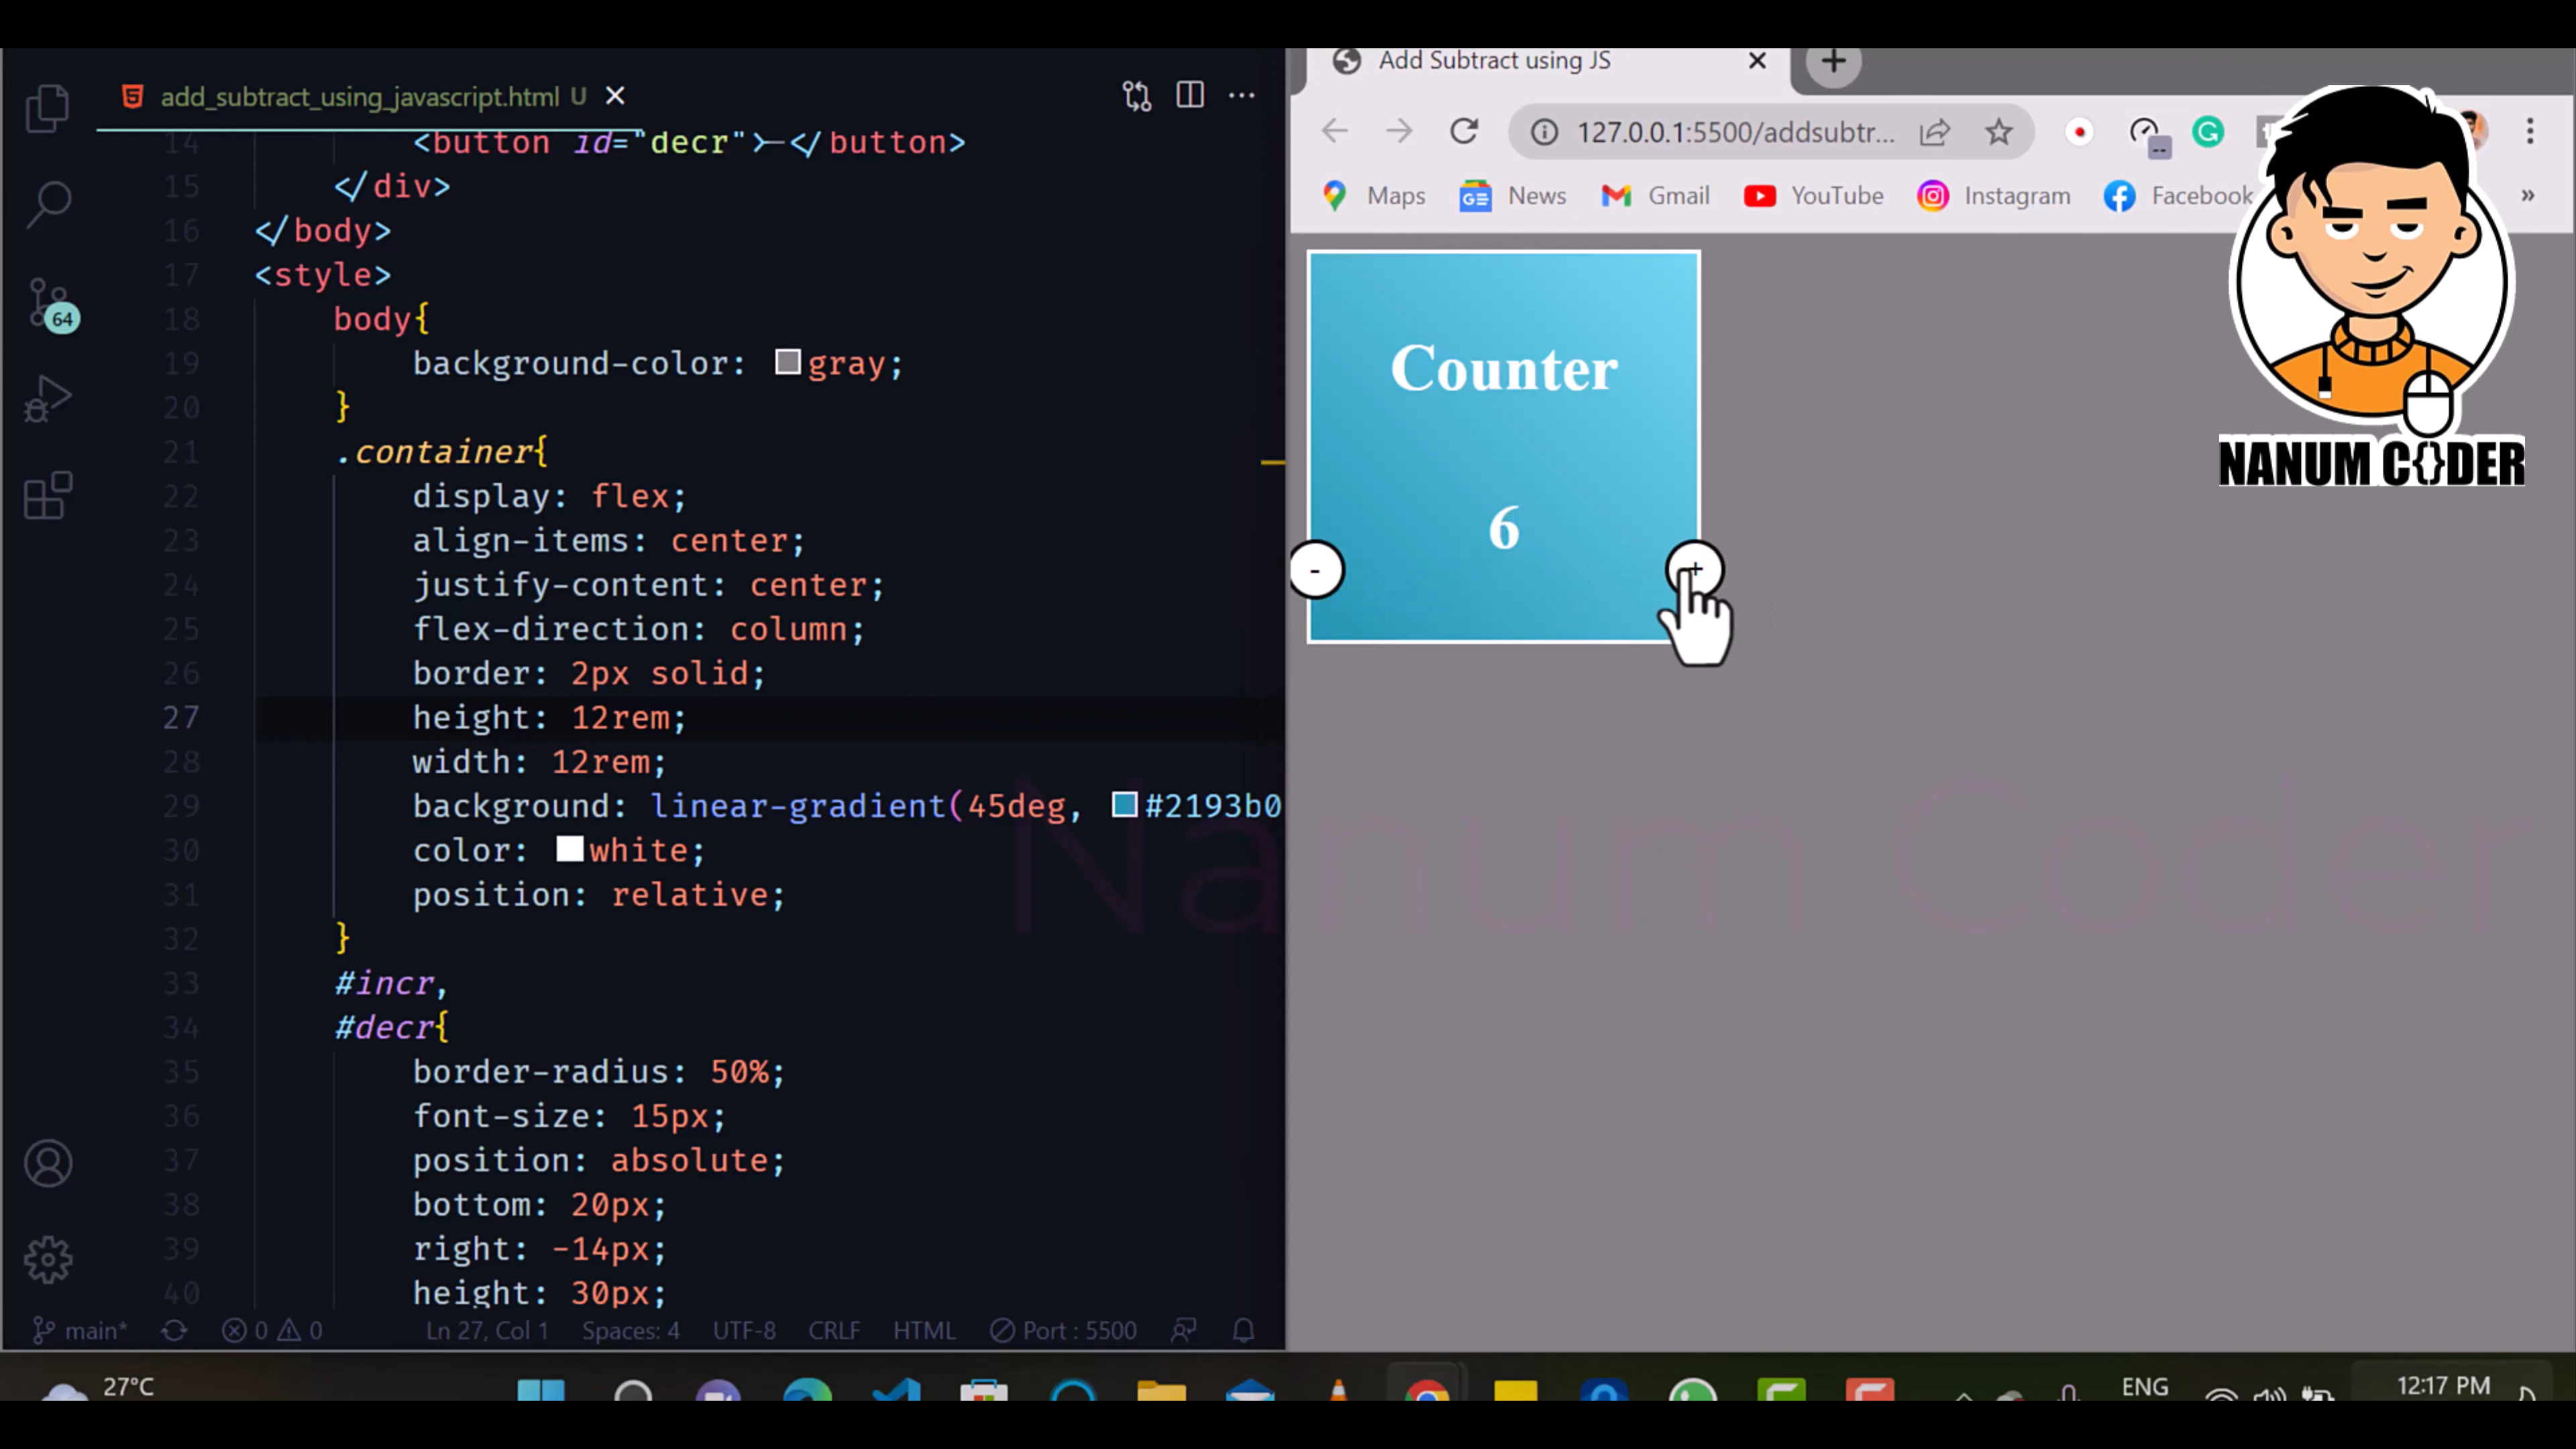 add_subtract_using_javascript.html U
14 <button id="decr">-</button>
15 </div>
16 </body>
17 <style>
18 body{
19 background-color: gray;
20 }
21 .container{
22 display: flex;
23 align-items: center;
24 justify-content: center;
25 flex-direction: column;
26 border: 2px solid;
27 height: 12rem;
28 width: 12rem;
29 background: linear-gradient(45deg, #2193b0
30 color: white;
31 position: relative;
32 }
33 #incr,
34 #decr{
35 border-radius: 50%;
36 font-size: 15px;
37 position: absolute;
38 bottom: 20px;
39 right: -14px;
40 height: 30px;
64
main* 0 0 Ln 27, Col 1 Spaces: 4 UTF-8 CRLF HTML Port : 5500
Add Subtract using JS
127.0.0.1:5500/addsubtr...
Maps News Gmail YouTube Instagram Facebook »
Counter
6
- +
NANUM C{}DER
Nanum Coder
27°C ENG 12:17 PM